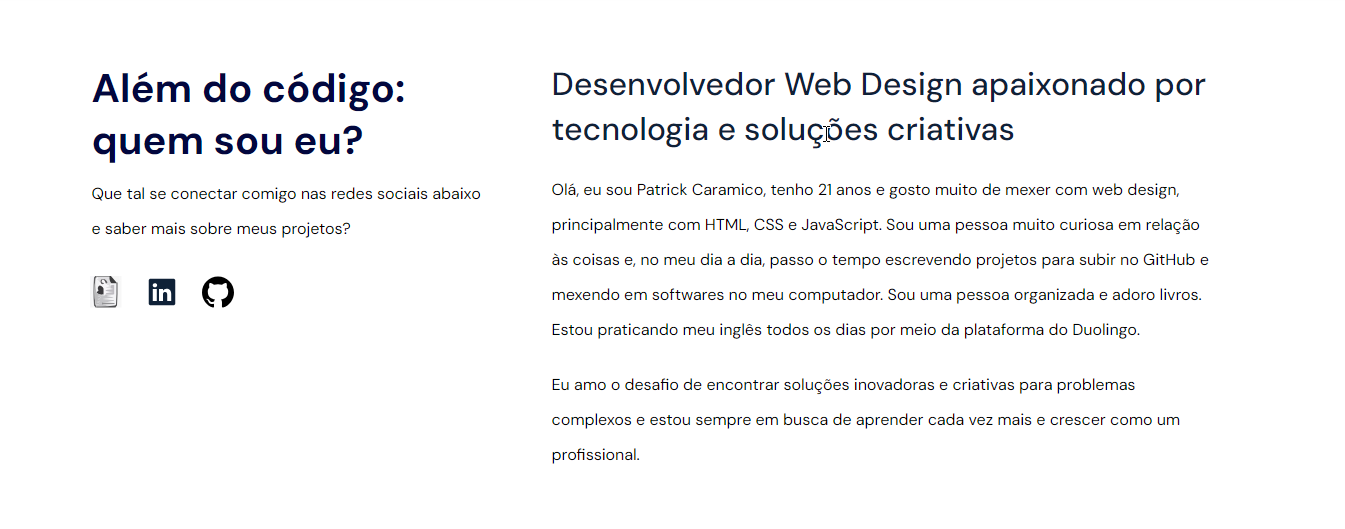 Além do código:
quem sou eu?
Que tal se conectar comigo nas redes sociais abaixo
e saber mais sobre meus projetos?
in
Desenvolvedor Web Design apaixonado por
tecnologia e soluções criativas
Olá, eu sou Patrick Caramico, tenho 21 anos e gosto muito de mexer com web design,
principalmente com HTML, CSS e JavaScript. Sou uma pessoa muito curiosa em relação
às coisas e, no meu dia a dia, passo o tempo escrevendo projetos para subir no GitHub e
mexendo em softwares no meu computador. Sou uma pessoa organizada e adoro livros.
Estou praticando meu inglês todos os dias por meio da plataforma do Duolingo.
Eu amo o desafio de encontrar soluções inovadoras e criativas para problemas
complexos e estou sempre em busca de aprender cada vez mais e crescer como um
profissional.